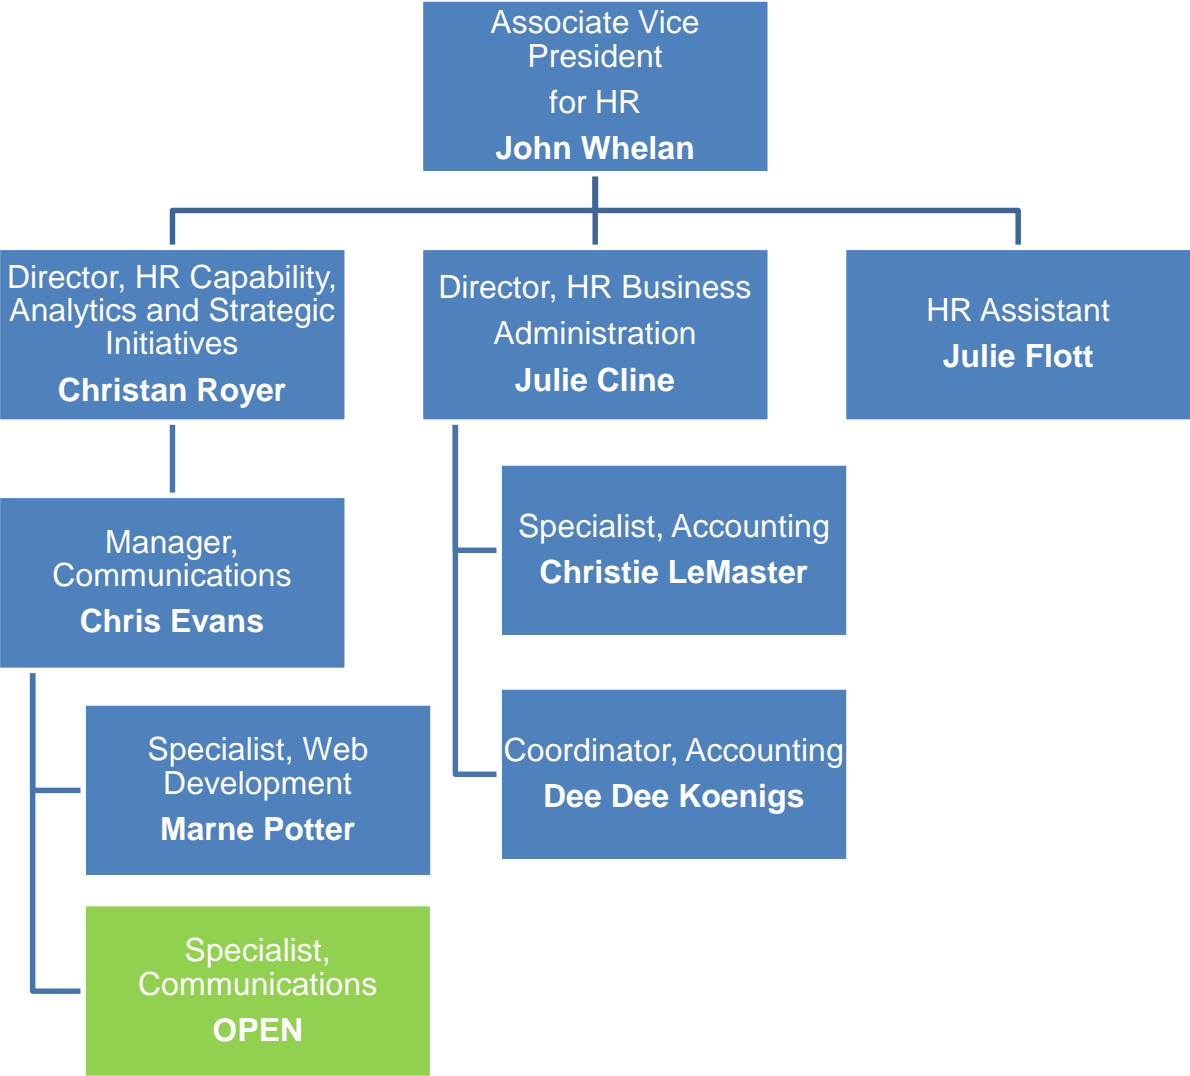 Associate Vice
President
for HR
John Whelan
Director, HR Capability,
Analytics and Strategic
Initiatives
Christan Royer
Director, HR Business
Administration
Julie Cline
HR Assistant
Julie Flott
Manager,
Communications
Chris Evans
Specialist, Accounting
Christie LeMaster
Specialist, Web
Development
Marne Potter
Coordinator, Accounting
Dee Dee Koenigs
Specialist,
Communications
OPEN